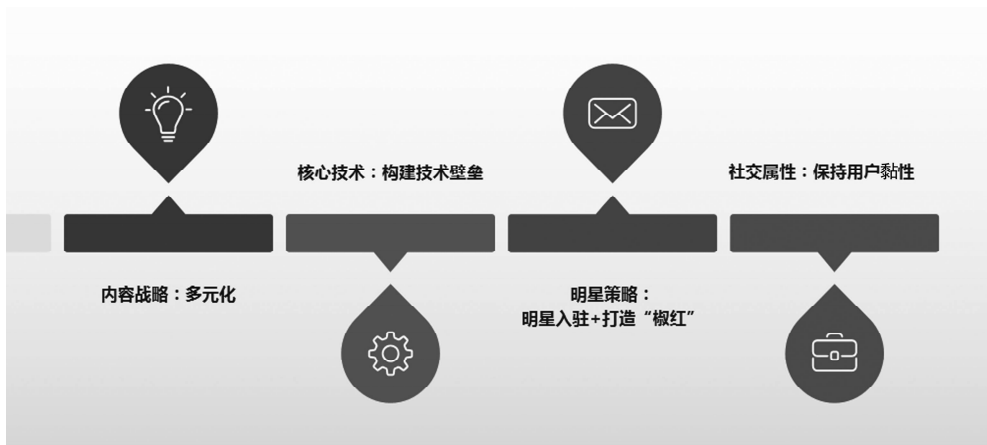 核心技术：构建技术壁垒
社交属性：保持用户黏性
内容战略：多元化
明星策略：
明星入驻+打造“椒红”